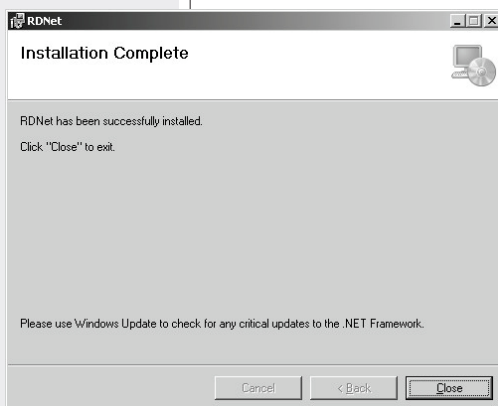 RDNet
Installation Complete
RDNet has been successfully installed.
Click "Close" to exit.
Please use Windows Update to check for any critical updates to the .NET Framework.
Cancel
< Back
Close